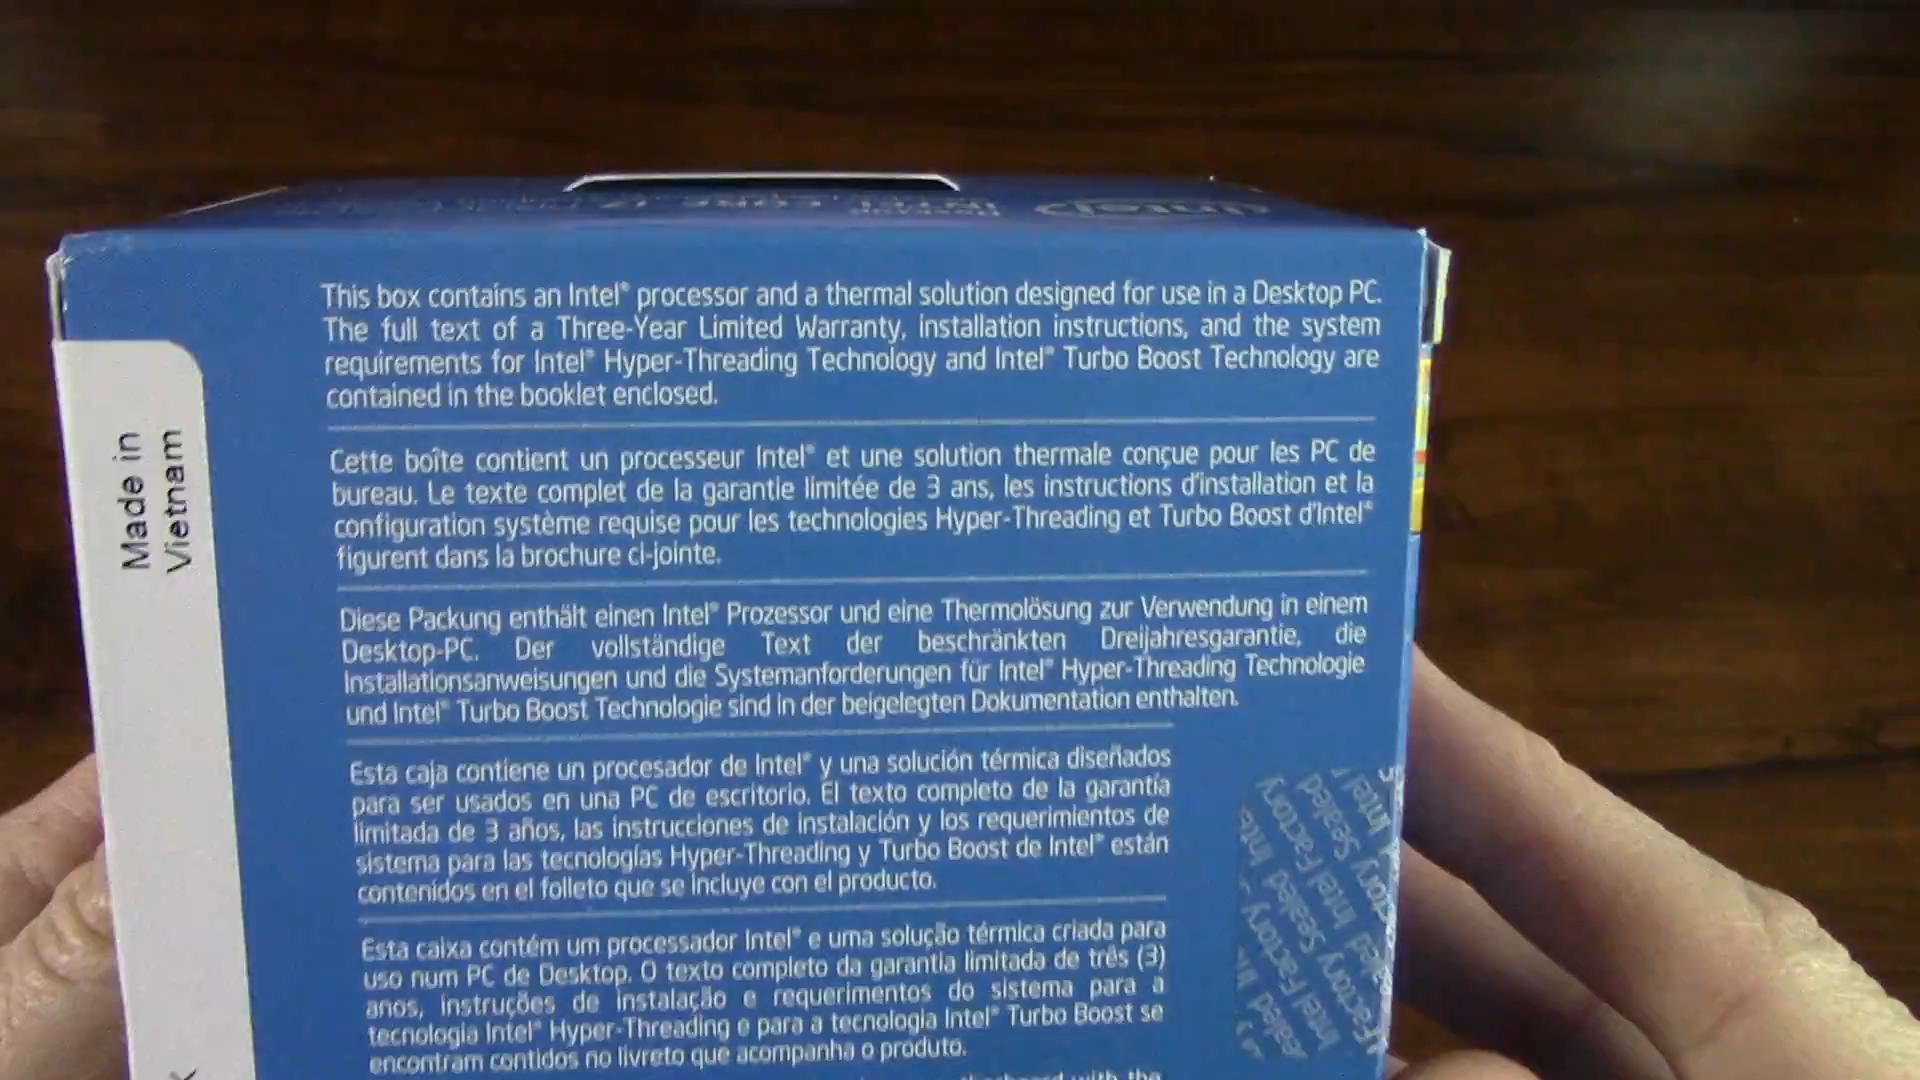 This box contains an Intel® processor and a thermal solution designed for use in a Desktop PC.
The full text of a Three-Year Limited Warranty, installation instructions, and the system
requirements for Intel® Hyper-Threading Technology and Intel® Turbo Boost Technology are
contained in the booklet enclosed.
Cette boîte contient un processeur Intel® et une solution thermale conçue pour les PC de
bureau. Le texte complet de la garantie limitée de 3 ans, les instructions d'installation et la
configuration système requise pour les technologies Hyper-Threading et Turbo Boost d'Intel®
figurent dans la brochure ci-jointe.
Diese Packung enthält einen Intel® Prozessor und eine Thermolösung zur Verwendung in einem
Desktop-PC. Der vollständige Text der beschränkten Dreijahresgarantie, die
Installationsanweisungen und die Systemanforderungen für Intel® Hyper-Threading Technologie
und Intel® Turbo Boost Technologie sind in der beigelegten Dokumentation enthalten.
Esta caja contiene un procesador de Intel® y una solución térmica diseñados
para ser usados en una PC de escritorio. El texto completo de la garantía
limitada de 3 años, las instrucciones de instalación y los requerimientos de
sistema para las tecnologías Hyper-Threading y Turbo Boost de Intel® están
contenidos en el folleto que se incluye con el producto.
Esta caixa contém um processador Intel® e uma solução térmica criada para
uso num PC de Desktop. O texto completo da garantia limitada de três (3)
anos, instruções de instalação e requerimentos do sistema para a
tecnologia Intel® Hyper-Threading e para a tecnologia Intel® Turbo Boost se
encontram contidos no livreto que acompanha o produto.
with the
Made in
Vietnam
intel
INTEL CORE i7
Intel Factory
Sealed
Intel Factory
Sealed